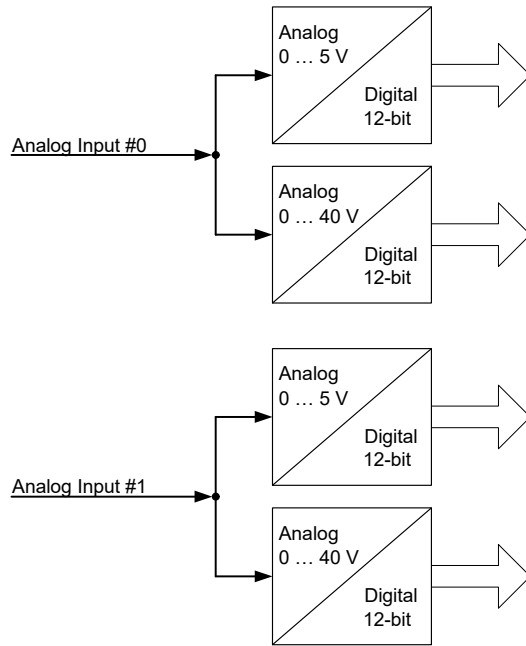 Analog
0 … 5 V
Digital
12-bit
Analog Input #0
Analog
0 … 40 V
Digital
12-bit
Analog
0 … 5 V
Digital
12-bit
Analog Input #1
Analog
0 … 40 V
Digital
12-bit